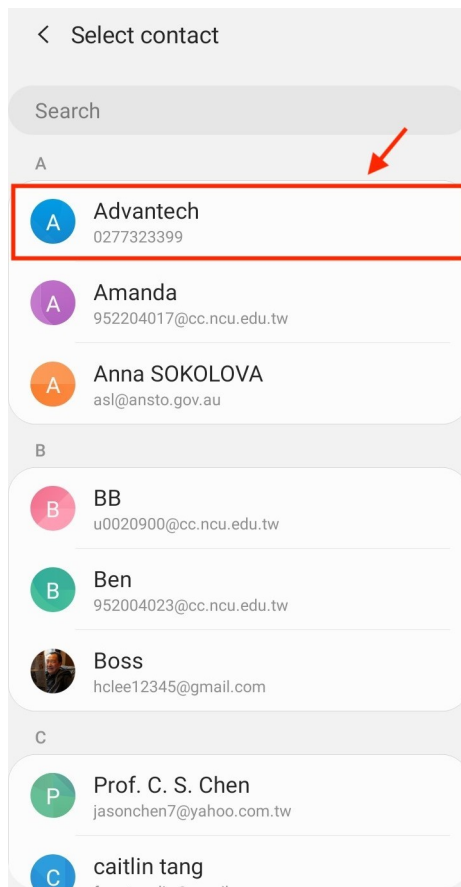 Select contact
Search
A
A
Advantech
0277323399
A
Amanda
952204017@cc.ncu.edu.tw
A
Anna SOKOLOVA
asl@ansto.gov.au
B
B
BB
u0020900@cc.ncu.edu.tw
B
Ben
952004023@cc.ncu.edu.tw
Boss
hclee12345@gmail.com
C
P
Prof. C. S. Chen
jasonchen7@yahoo.com.tw
C
caitlin tang